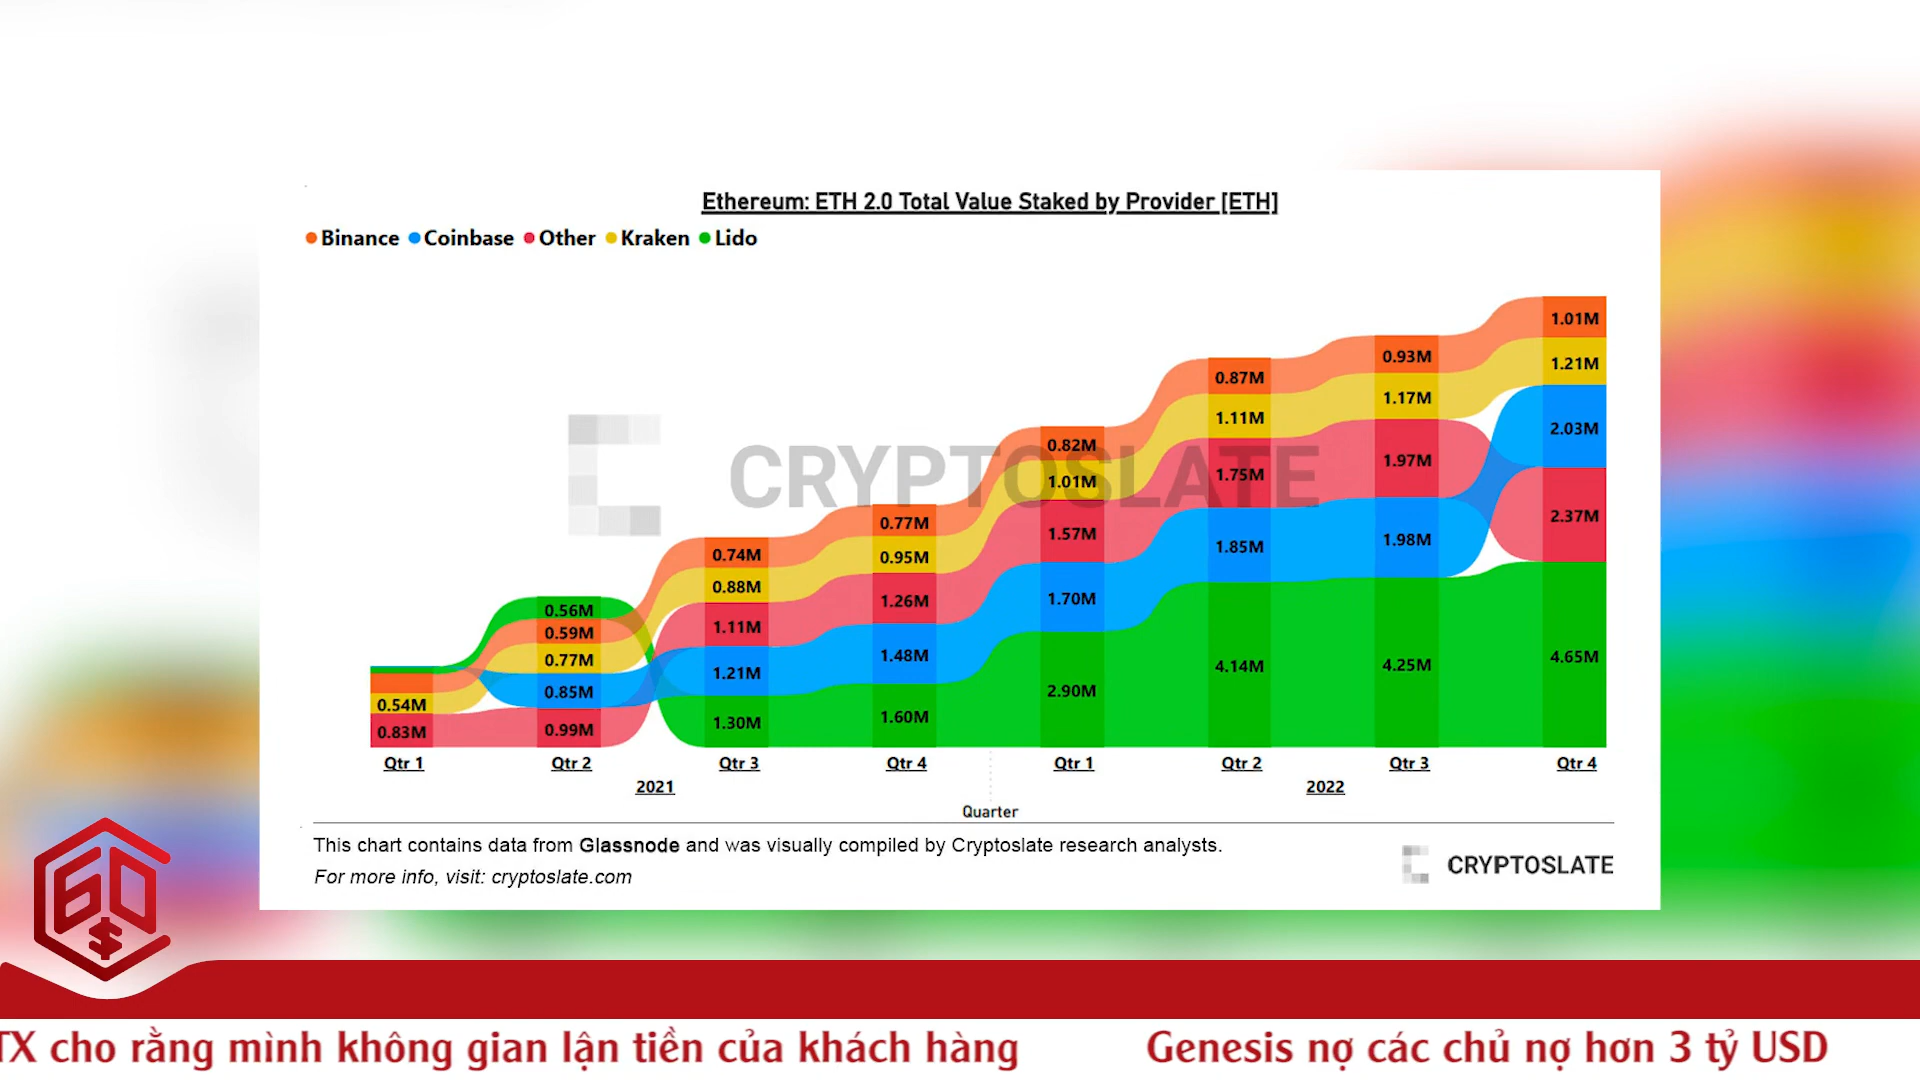 Ethereum: ETH 2.0 Total Value Staked by Provider [ETH]
Binance Coinbase Other Kraken Lido
CRYPTOSLATE
0.54M
0.83M
0.56M
0.59M
0.77M
0.85M
0.99M
0.74M
0.88M
1.11M
1.21M
1.30M
0.77M
0.95M
1.26M
1.48M
1.60M
0.82M
1.01M
1.57M
1.70M
2.90M
0.87M
1.11M
1.75M
1.85M
4.14M
0.93M
1.17M
1.97M
1.98M
4.25M
1.01M
1.21M
2.03M
2.37M
4.65M
Qtr 1 Qtr 2 Qtr 3 Qtr 4 Qtr 1 Qtr 2 Qtr 3 Qtr 4
2021 2022
Quarter
This chart contains data from Glassnode and was visually compiled by Cryptoslate research analysts.
For more info, visit: cryptoslate.com
CRYPTOSLATE
60$
TX cho rằng mình không gian lận tiền của khách hàng Genesis nợ các chủ nợ hơn 3 tỷ USD